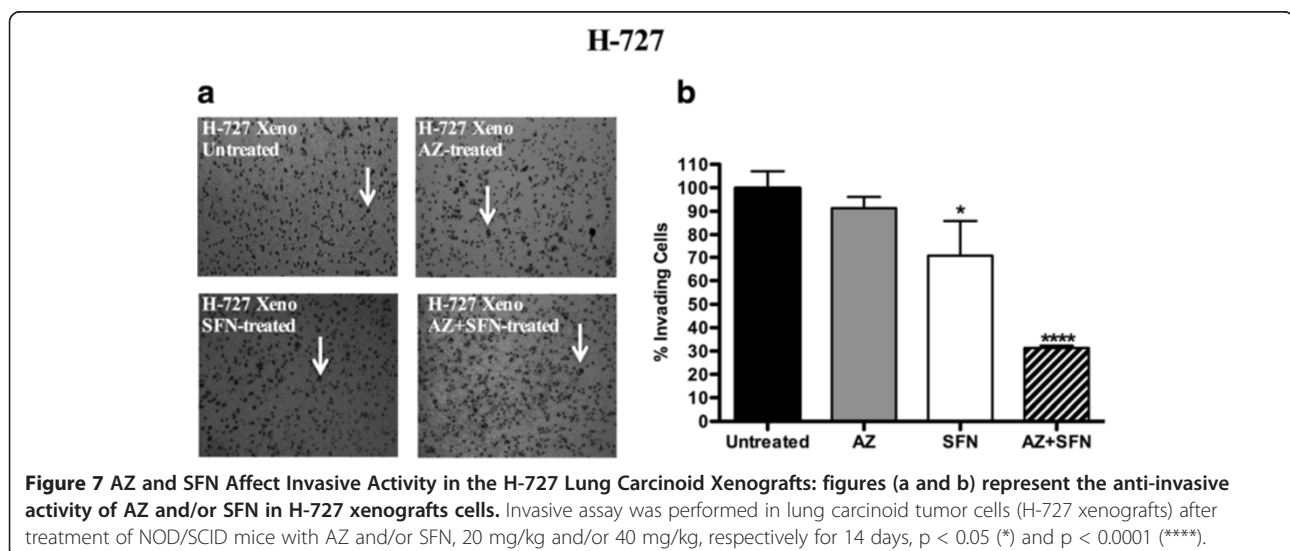 H-727
a
b
H-727 Xeno
Untreated
H-727 Xeno
AZ-treated
H-727 Xeno
SFN-treated
H-727 Xeno
AZ+SFN-treated
% Invading Cells
110
100
90
80
70
60
50
40
30
20
10
0
*
****
Untreated
AZ
SFN
AZ+SFN
Figure 7 AZ and SFN Affect Invasive Activity in the H-727 Lung Carcinoid Xenografts: figures (a and b) represent the anti-invasive
activity of AZ and/or SFN in H-727 xenografts cells. Invasive assay was performed in lung carcinoid tumor cells (H-727 xenografts) after
treatment of NOD/SCID mice with AZ and/or SFN, 20 mg/kg and/or 40 mg/kg, respectively for 14 days, p < 0.05 (*) and p < 0.0001 (****).